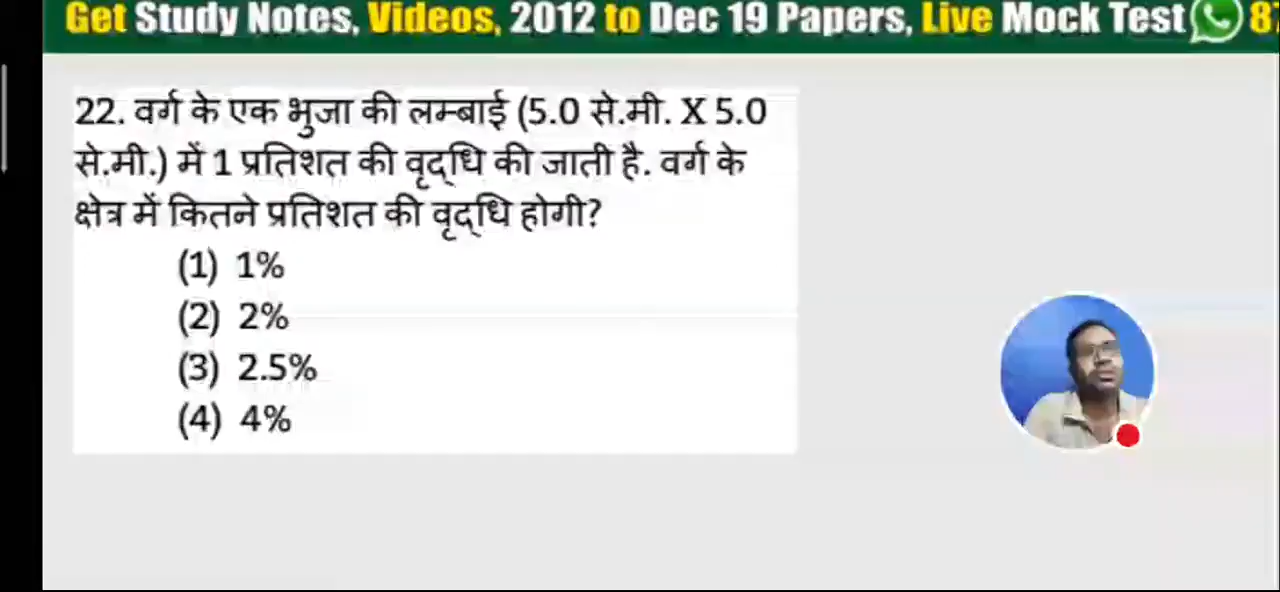 Get Study Notes, Videos, 2012 to Dec 19 Papers, Live Mock Test 87
22. वर्ग के एक भुजा की लम्बाई (5.0 से.मी. X 5.0
से.मी.) में 1 प्रतिशत की वृद्धि की जाती है. वर्ग के
क्षेत्र में कितने प्रतिशत की वृद्धि होगी?
(1) 1%
(2) 2%
(3) 2.5%
(4) 4%